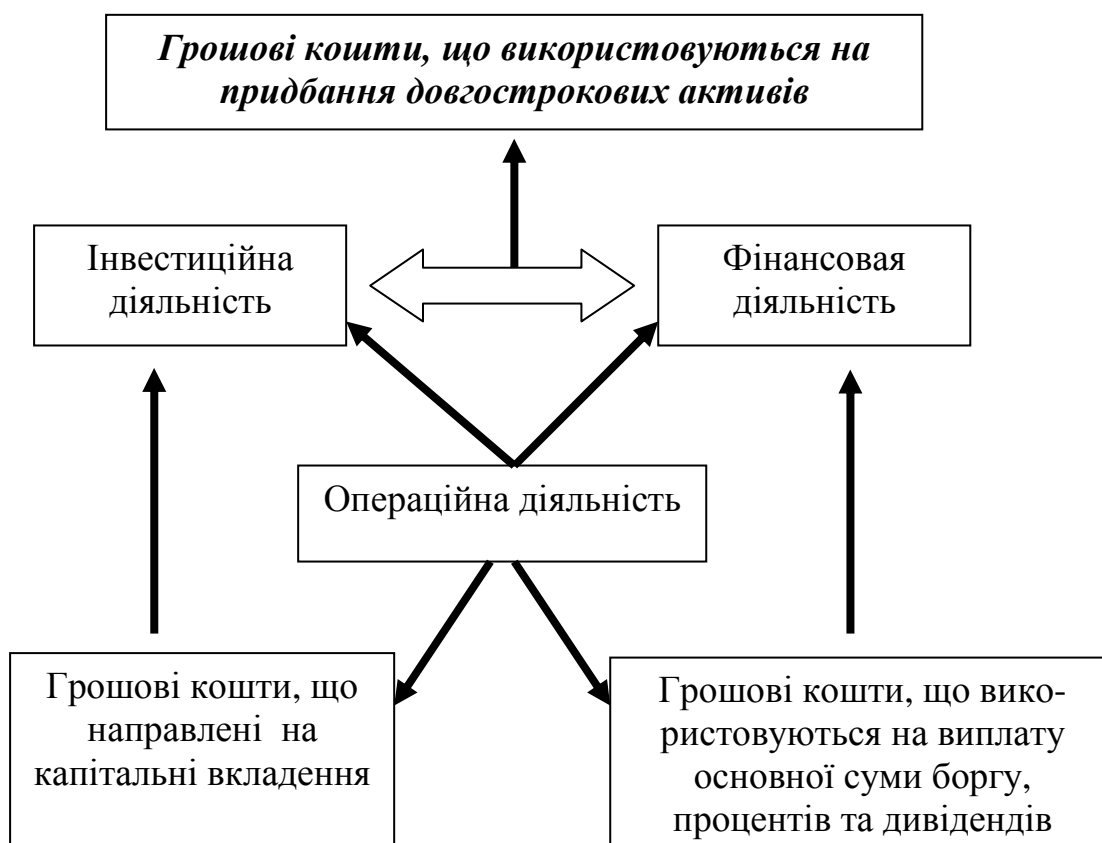 Грошові кошти, що використовуються на
придбання довгострокових активів
Інвестиційна
діяльність
Фінансовая
діяльність
Операційна діяльність
Грошові кошти, що
направлені на
капітальні вкладення
Грошові кошти, що вико-
ристовуються на виплату
основної суми боргу,
процентів та дивідендів